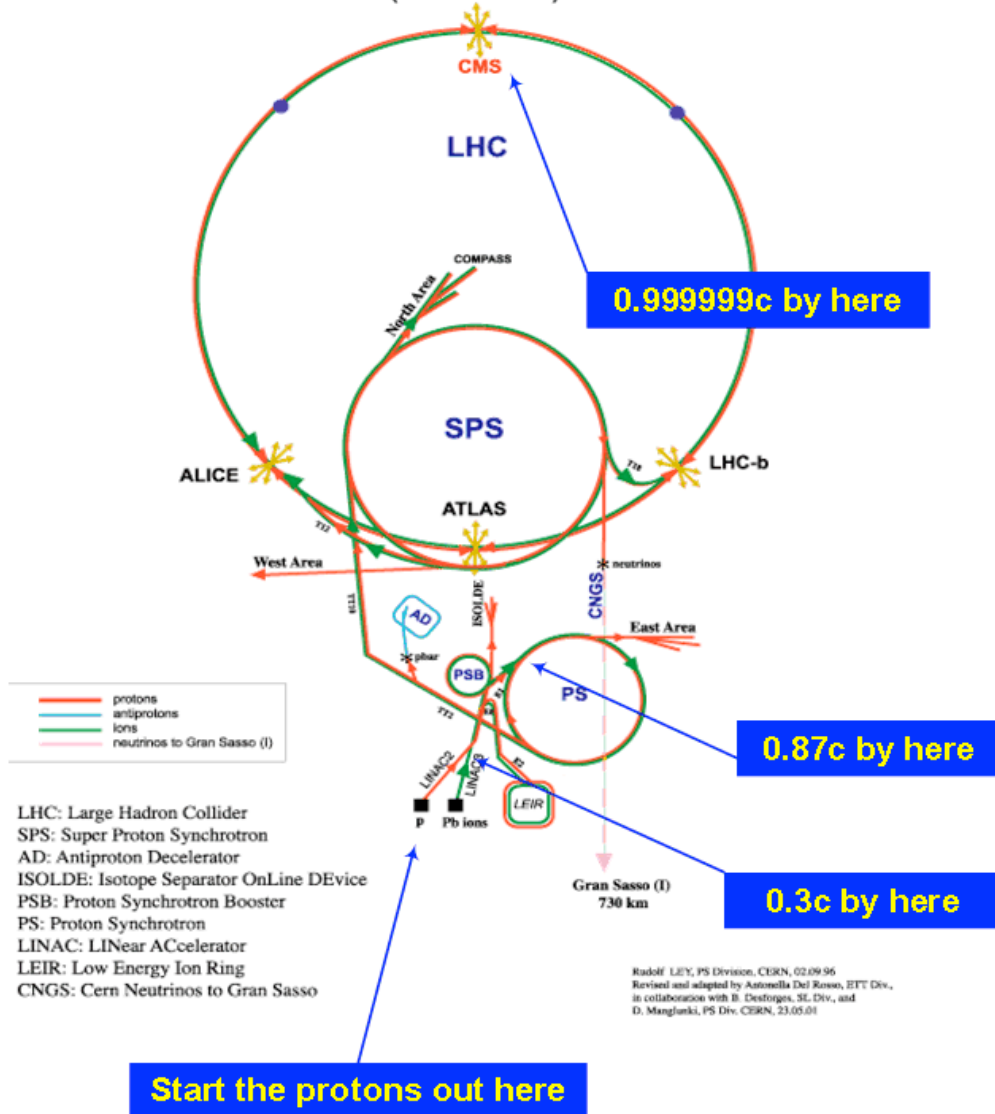 CMS
LHC
COMPASS
North Area
0.999999c by here
SPS
ALICE
LHC-b
TI8
ATLAS
TI2
West Area
neutrinos
CNGS
ISOLDE
TT10
AD
East Area
pbar
PSB
PS
TT2
E2
protons
antiprotons
ions
neutrinos to Gran Sasso (I)
0.87c by here
LINAC2
LINAC3
LEIR
p Pb ions
LHC: Large Hadron Collider
SPS: Super Proton Synchrotron
AD: Antiproton Decelerator
ISOLDE: Isotope Separator OnLine DEvice
PSB: Proton Synchrotron Booster
PS: Proton Synchrotron
LINAC: LINear ACcelerator
LEIR: Low Energy Ion Ring
CNGS: Cern Neutrinos to Gran Sasso
Gran Sasso (I)
730 km
0.3c by here
Rudolf LEY, PS Division, CERN, 02.09.96
Revised and adapted by Antonella Del Rosso, ETT Div.,
in collaboration with B. Desforges, SL Div., and
D. Manglunki, PS Div. CERN, 23.05.01
Start the protons out here